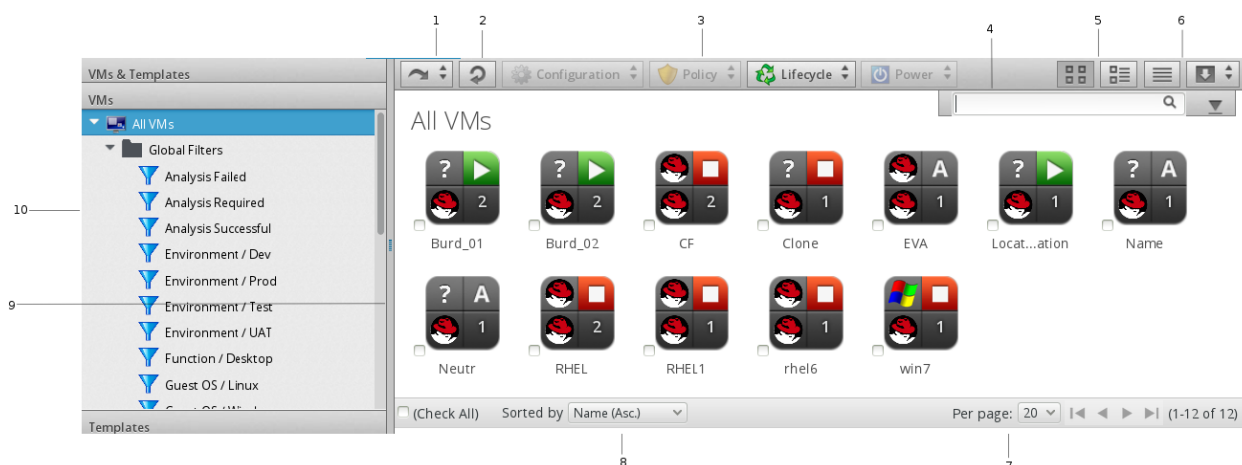 1 2 3 4 5 6
VMs & Templates
Configuration Policy Lifecycle Power
VMs
All VMs
Global Filters
Analysis Failed
Analysis Required
Analysis Successful
Environment / Dev
Environment / Prod
Environment / Test
Environment / UAT
Function / Desktop
Guest OS / Linux
Templates
10
9
All VMs
? 2
Burd_01
? 2
Burd_02
2
CF
? 1
Clone
A 1
EVA
? 1
Locat...ation
? A 1
Name
? A 1
Neutr
2
RHEL
1
RHEL1
1
rhel6
1
win7
(Check All) Sorted by Name (Asc.) Per page: 20 (1-12 of 12)
8 7